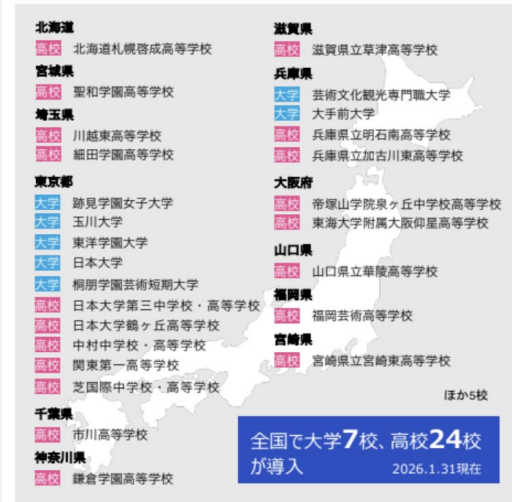 北海道
高校 北海道札幌啓成高等学校
宮城県
高校 聖和学園高等学校
埼玉県
高校 川越東高等学校
高校 細田学園高等学校
東京都
大学 跡見学園女子大学
大学 玉川大学
大学 東洋学園大学
大学 日本大学
大学 桐朋学園芸術短期大学
高校 日本大学第三中学校・高等学校
高校 日本大学鶴ヶ丘高等学校
高校 中村中学校・高等学校
高校 関東第一高等学校
高校 芝国際中学校・高等学校
千葉県
高校 市川高等学校
神奈川県
高校 鎌倉学園高等学校
滋賀県
高校 滋賀県立草津高等学校
兵庫県
大学 芸術文化観光専門職大学
大学 大手前大学
高校 兵庫県立明石南高等学校
高校 兵庫県立加古川東高等学校
大阪府
高校 帝塚山学院泉ヶ丘中学校高等学校
高校 東海大学附属大阪仰星高等学校
山口県
高校 山口県立華陵高等学校
福岡県
高校 福岡芸術高等学校
宮崎県
高校 宮崎県立宮崎東高等学校
ほか5校
全国で大学7校、高校24校
が導入 2026.1.31現在